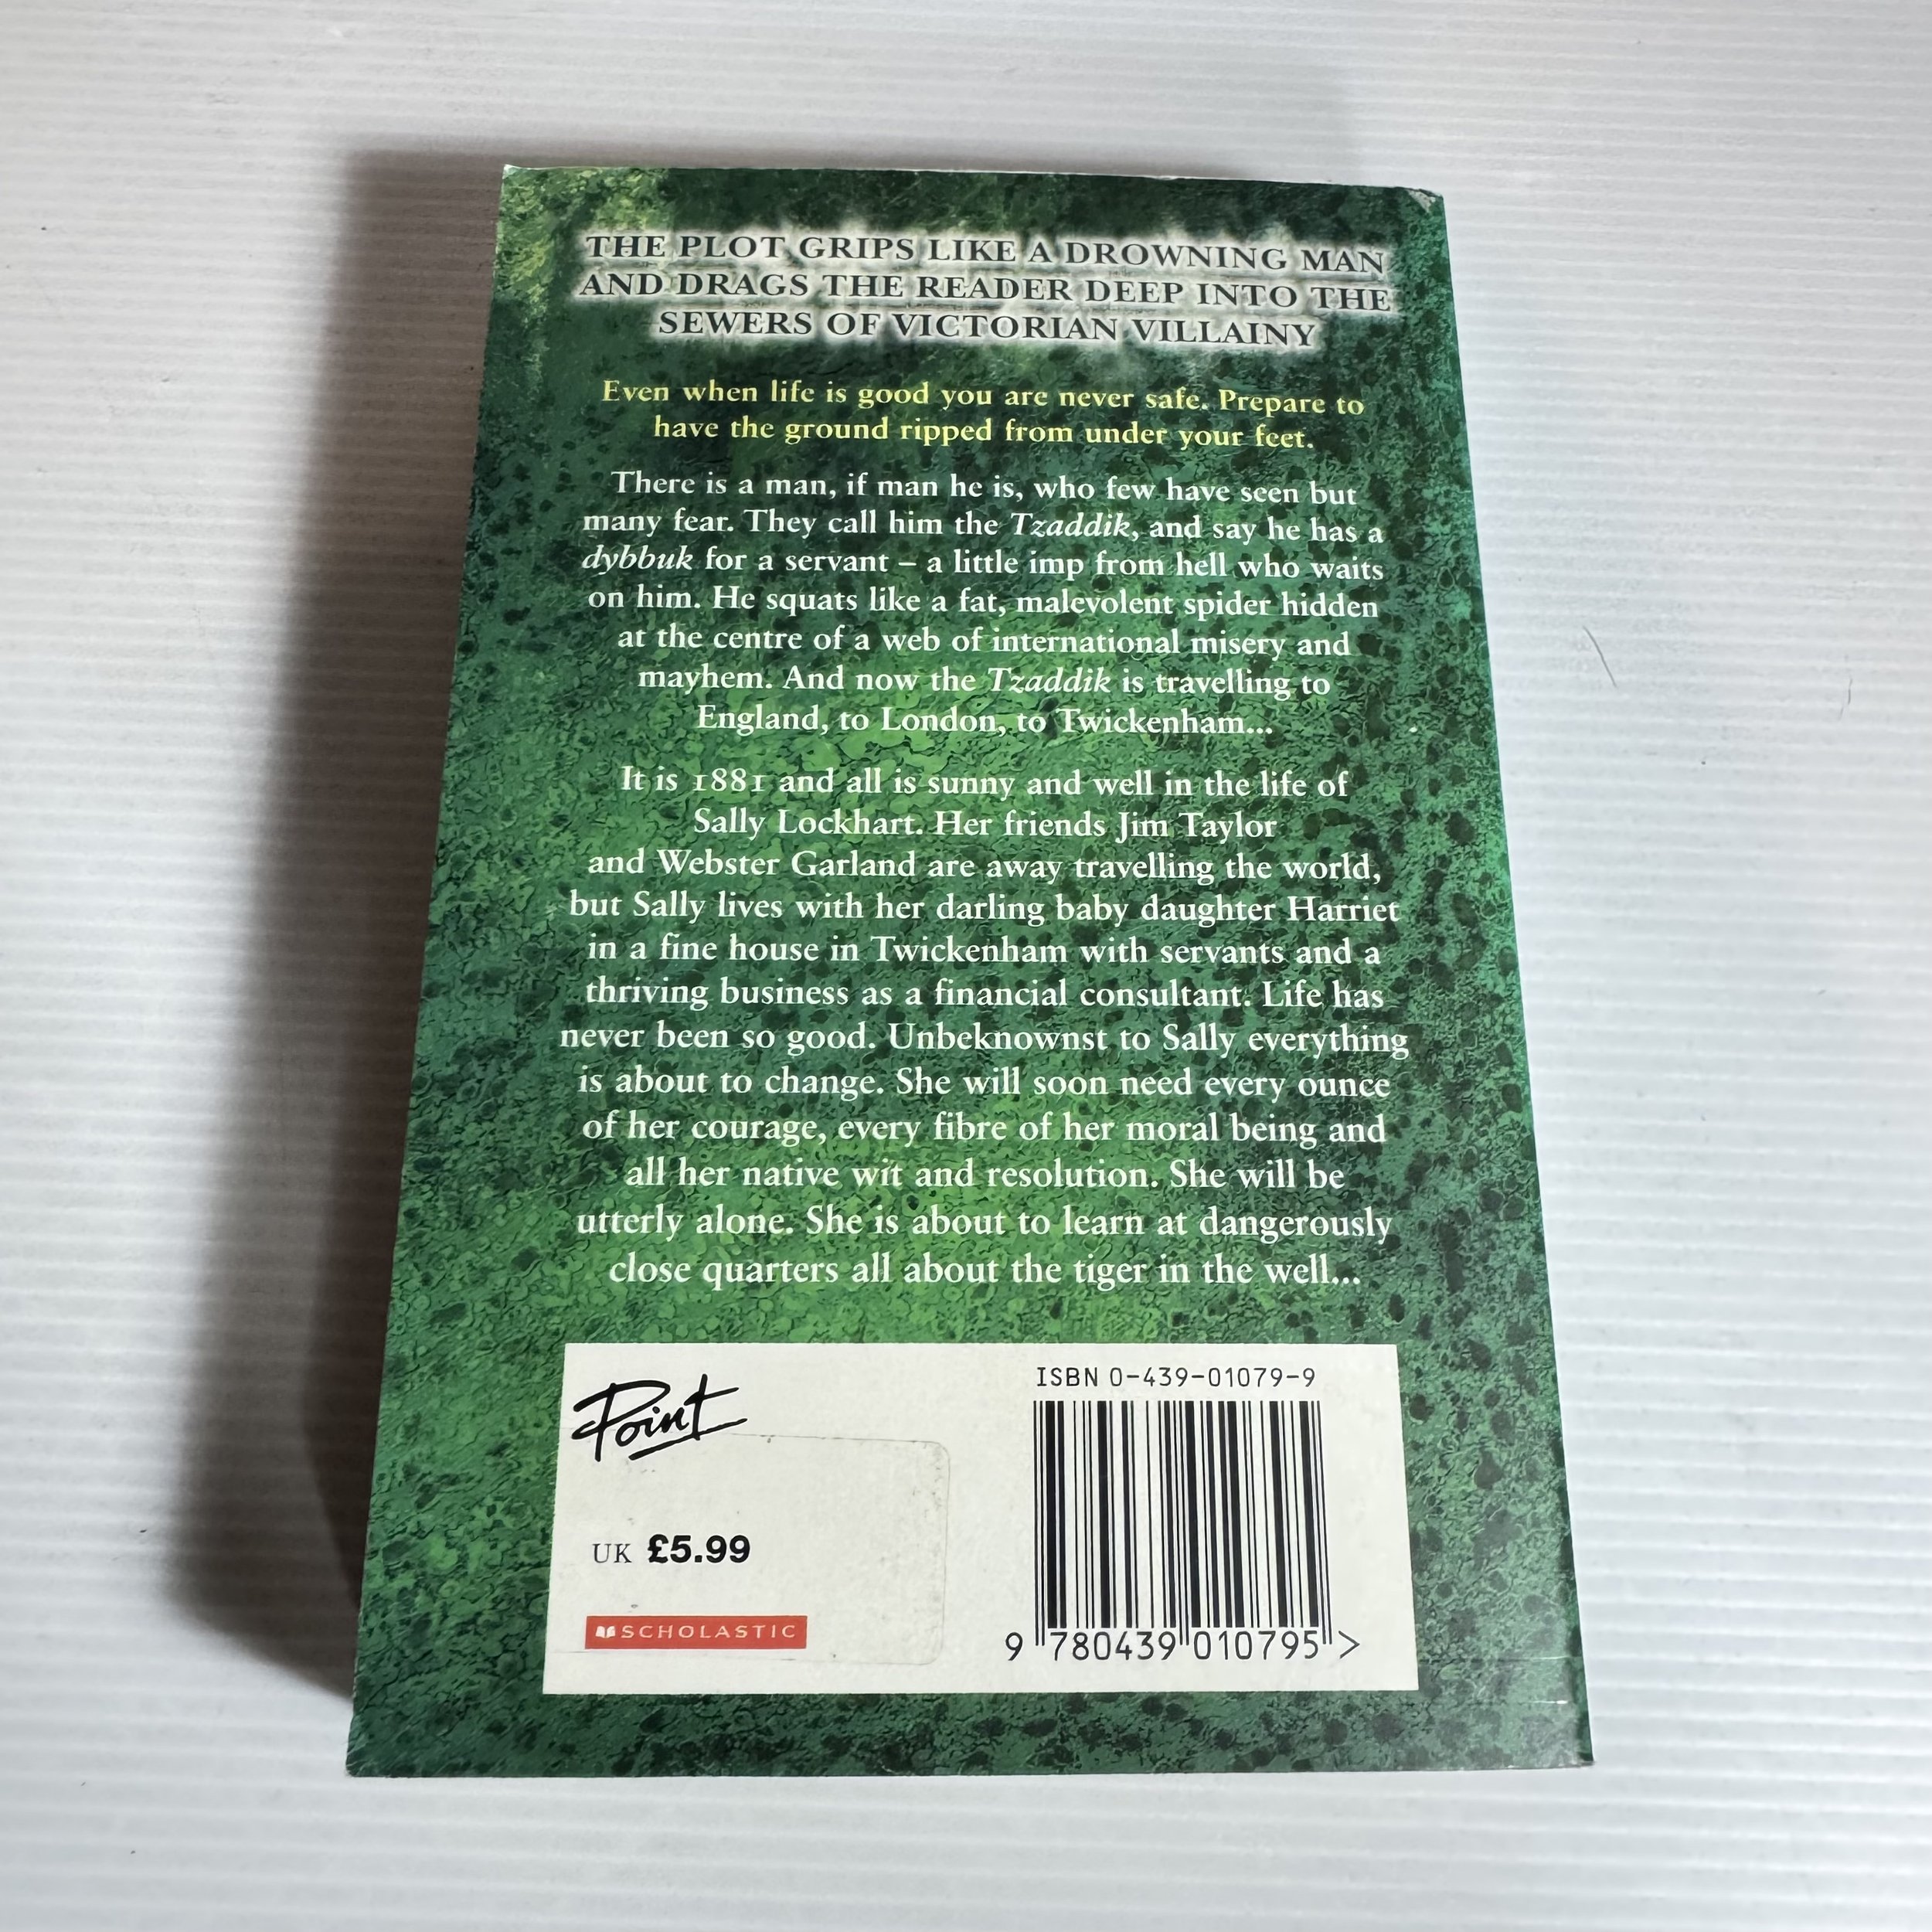 THE PLOT GRIPS LIKE A DROWNING MAN
AND DRAGS THE READER DEEP INTO THE
SEWERS OF VICTORIAN VILLAINY
Even when life is good you are never safe. Prepare to
have the ground ripped from under your feet.
There is a man, if man he is, who few have seen but
many fear. They call him the Tzaddik, and say he has a
dybbuk for a servant – a little imp from hell who waits
on him. He squats like a fat, malevolent spider hidden
at the centre of a web of international misery and
mayhem. And now the Tzaddik is travelling to
England, to London, to Twickenham...
It is 1881 and all is sunny and well in the life of
Sally Lockhart. Her friends Jim Taylor
and Webster Garland are away travelling the world,
but Sally lives with her darling baby daughter Harriet
in a fine house in Twickenham with servants and a
thriving business as a financial consultant. Life has
never been so good. Unbeknownst to Sally everything
is about to change. She will soon need every ounce
of her courage, every fibre of her moral being and
all her native wit and resolution. She will be
utterly alone. She is about to learn at dangerously
close quarters all about the tiger in the well...
Point
UK £5.99
SCHOLASTIC
ISBN 0-439-01079-9
9 780439 010795 >